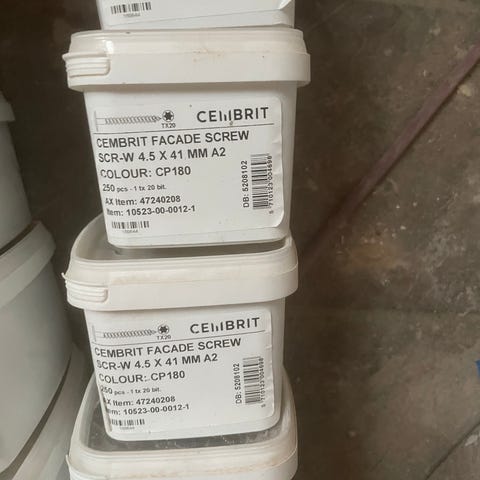 TX20
CEMBRIT
CEMBRIT FACADE SCREW
SCR-W 4.5 X 41 MM A2
COLOUR: CP180
250 pcs - 1 tx 20 bit.
AX Item: 47240208
Item: 10523-00-0012-1
DB: 5208102
5710123004698
TX20
CEMBRIT
CEMBRIT FACADE SCREW
SCR-W 4.5 X 41 MM A2
COLOUR: CP180
250 pcs - 1 tx 20 bit.
AX Item: 47240208
Item: 10523-00-0012-1
DB: 5208102
5710123004698